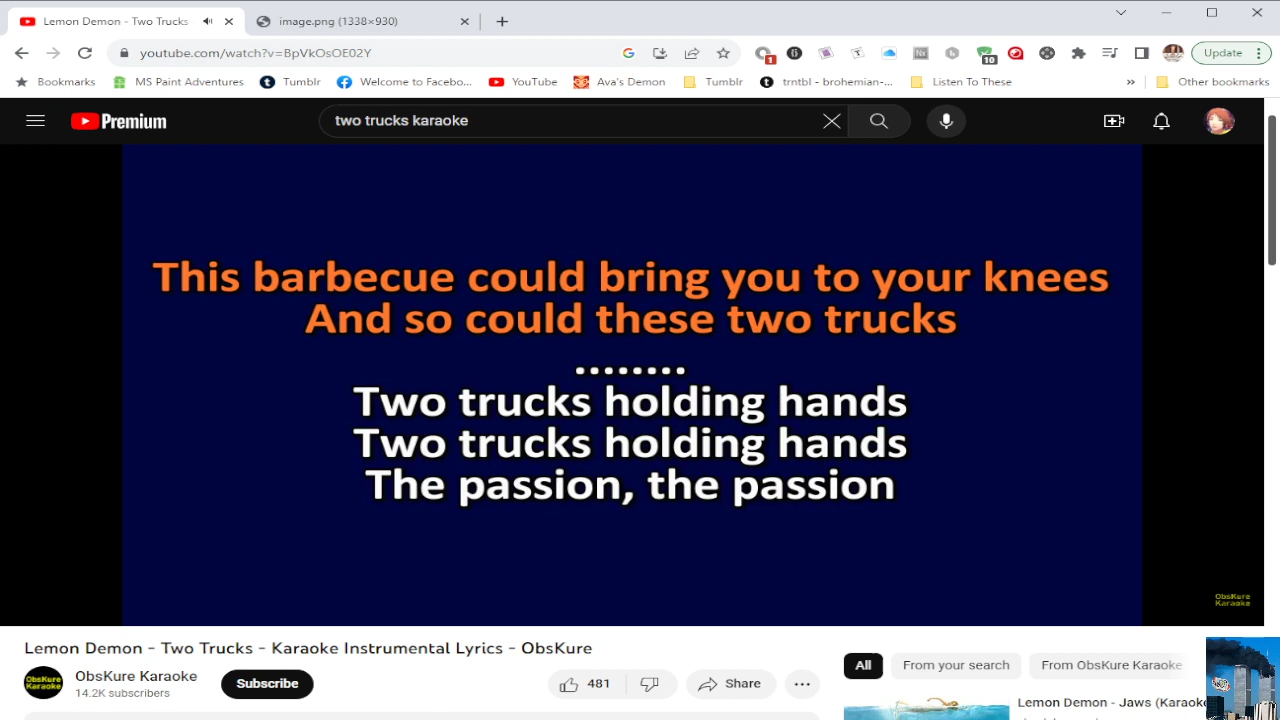 Lemon Demon - Two Trucks
image.png (1338×930)
youtube.com/watch?v=BpVkOsOE02Y
1
10
Update
Bookmarks
MS Paint Adventures
Tumblr
Welcome to Facebo...
YouTube
Ava's Demon
Tumblr
trntbl - brohemian-...
Listen To These
»
Other bookmarks
Premium
two trucks karaoke
This barbecue could bring you to your knees
And so could these two trucks
........
Two trucks holding hands
Two trucks holding hands
The passion, the passion
ObsKure
Karaoke
Lemon Demon - Two Trucks - Karaoke Instrumental Lyrics - ObsKure
ObsKure
Karaoke
ObsKure Karaoke
14.2K subscribers
Subscribe
481
Share
All
From your search
From ObsKure Karaoke
Lemon Demon - Jaws (Karaok